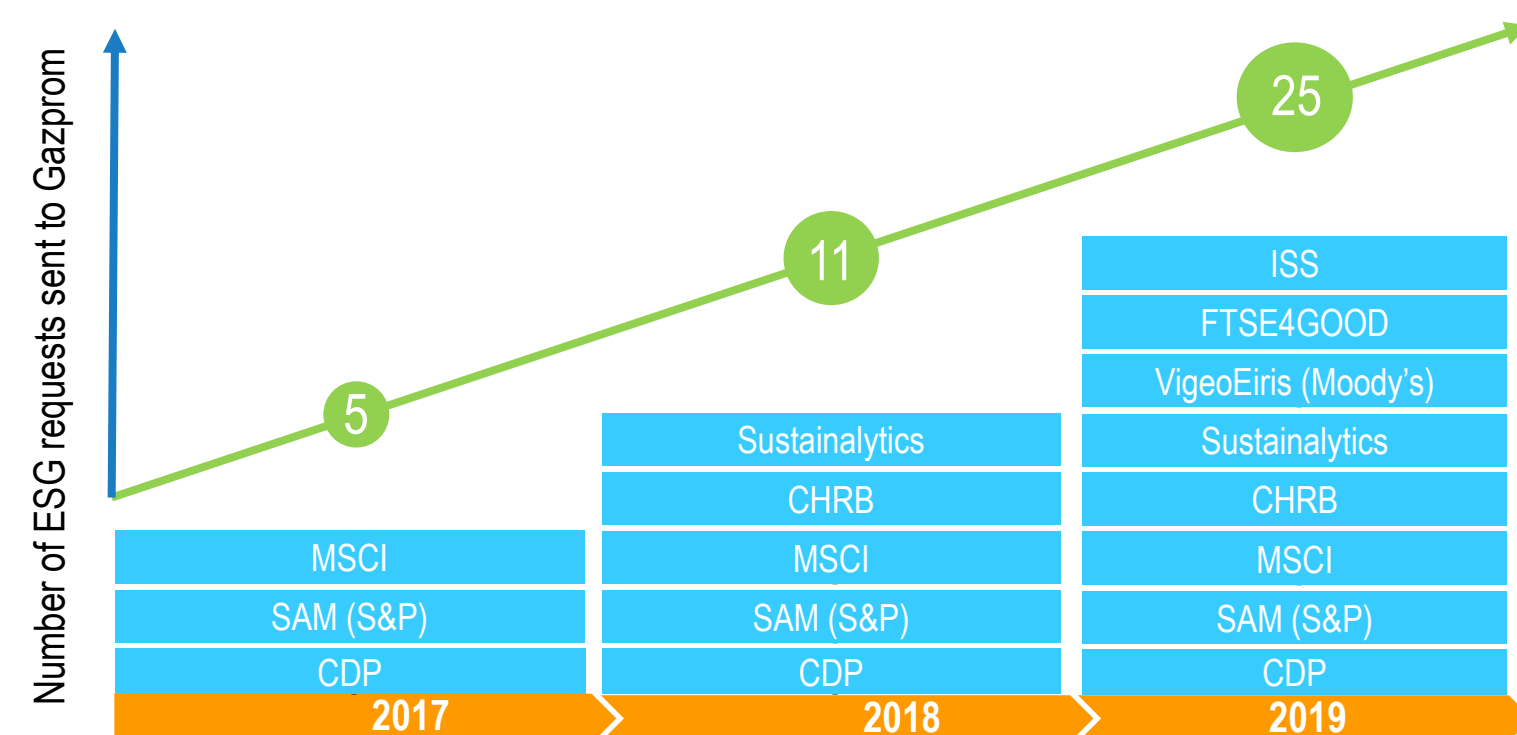 Number of ESG requests sent to Gazprom
25
11
5
ISS
FTSE4GOOD
VigeoEiris (Moody's)
Sustainalytics
Sustainalytics
CHRB
CHRB
MSCI
MSCI
MSCI
SAM (S&P)
SAM (S&P)
SAM (S&P)
CDP
CDP
CDP
2017
2018
2019